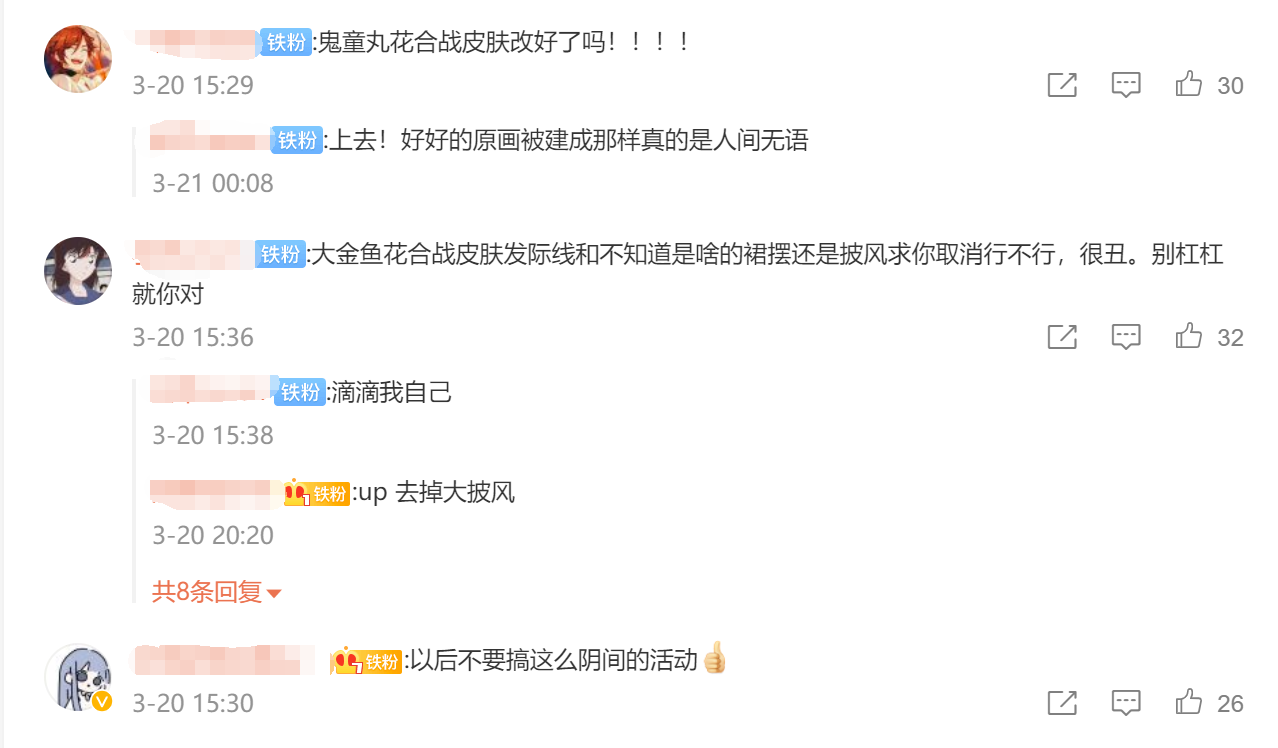 铁粉:鬼童丸花合战皮肤改好了吗！！！！
3-20 15:29
30
铁粉:上去！好好的原画被建成那样真的是人间无语
3-21 00:08
铁粉:大金鱼花合战皮肤发际线和不知道是啥的裙摆还是披风求你取消行不行，很丑。别杠杠
就你对
3-20 15:36
32
铁粉:滴滴我自己
3-20 15:38
铁粉:up 去掉大披风
3-20 20:20
共8条回复
铁粉:以后不要搞这么阴间的活动👍
3-20 15:30
26